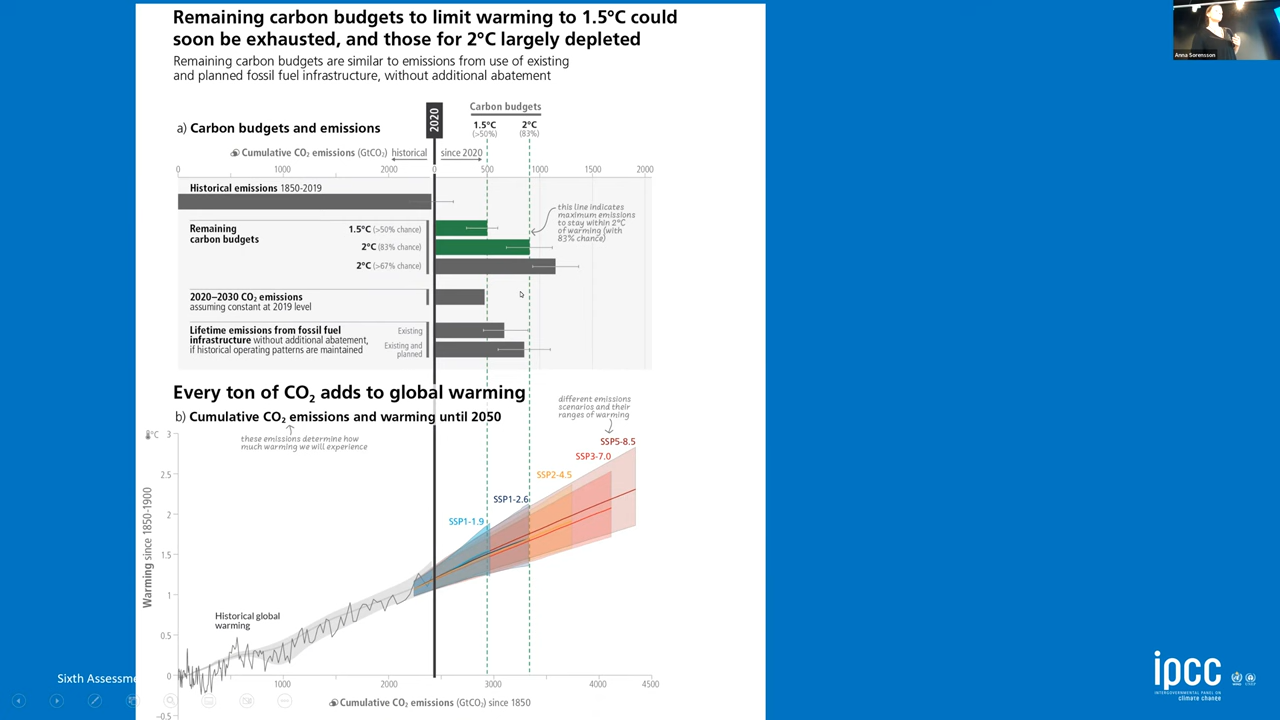 Remaining carbon budgets to limit warming to 1.5°C could
soon be exhausted, and those for 2°C largely depleted
Remaining carbon budgets are similar to emissions from use of existing
and planned fossil fuel infrastructure, without additional abatement
Anna Sorensson
a) Carbon budgets and emissions
2020
Carbon budgets
1.5°C
(>50%)
2°C
(83%)
Cumulative CO₂ emissions (GtCO₂)
historical
since 2020
0
1000
2000
0
500
1000
1500
2000
Historical emissions 1850-2019
this line indicates
maximum emissions
to stay within 2°C
of warming (with
83% chance)
Remaining
carbon budgets
1.5°C (>50% chance)
2°C (83% chance)
2°C (>67% chance)
2020–2030 CO₂ emissions
assuming constant at 2019 level
Lifetime emissions from fossil fuel
infrastructure without additional abatement,
if historical operating patterns are maintained
Existing
Existing and
planned
Every ton of CO₂ adds to global warming
b) Cumulative CO₂ emissions and warming until 2050
these emissions determine how
much warming we will experience
different emissions
scenarios and their
ranges of warming
°C
3
2.5
2
1.5
1
0.5
0
−0.5
Warming since 1850-1900
SSP5-8.5
SSP3-7.0
SSP2-4.5
SSP1-2.6
SSP1-1.9
Historical global
warming
1000
2000
3000
4000
4500
Cumulative CO₂ emissions (GtCO₂) since 1850
Sixth Assessme
ipcc
INTERGOVERNMENTAL PANEL ON
climate change